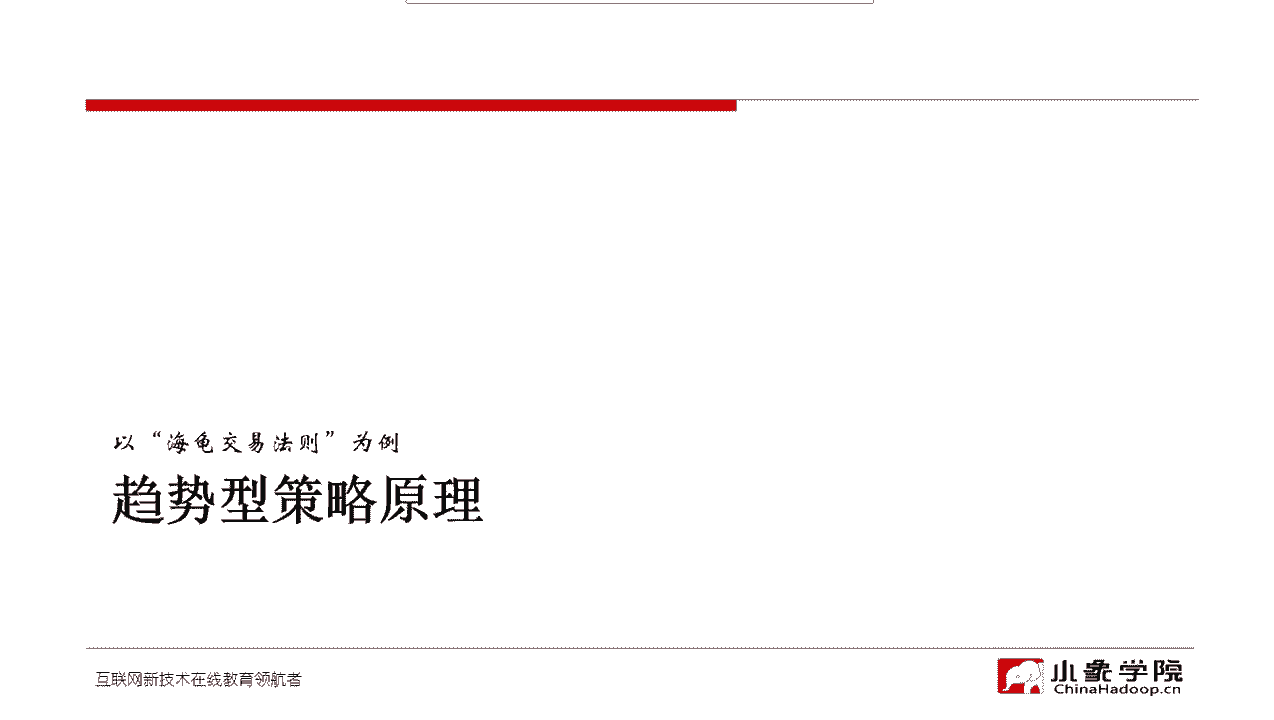 以“海龟交易法则”为例
趋势型策略原理
互联网新技术在线教育领航者
小象学院
ChinaHadoop.cn